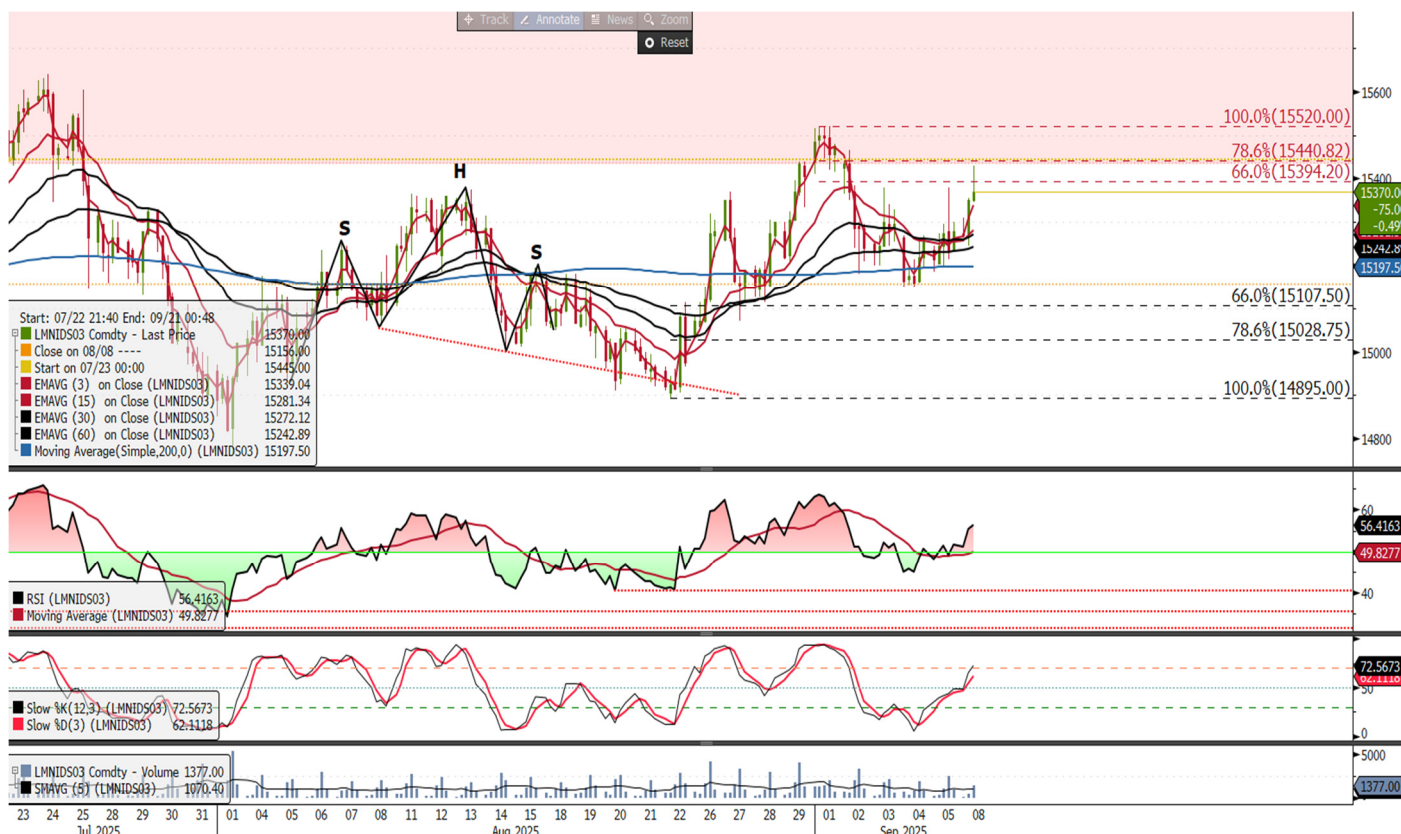 Track Annotate News Zoom
Reset
15600
100.0%(15520.00)
78.6%(15440.82)
15400
66.0%(15394.20)
H
S
S
15370.00
-75.00
-0.49
15242.89
15197.50
66.0%(15107.50)
78.6%(15028.75)
15000
100.0%(14895.00)
14800
Start: 07/22 21:40 End: 09/21 00:48
LMNIDS03 Comdty - Last Price 15370.00
Close on 08/08 ---- 15156.00
Start on 07/23 00:00 15445.00
EMAVG (3) on Close (LMNIDS03) 15339.04
EMAVG (15) on Close (LMNIDS03) 15281.34
EMAVG (30) on Close (LMNIDS03) 15272.12
EMAVG (60) on Close (LMNIDS03) 15242.89
Moving Average(Simple,200,0) (LMNIDS03) 15197.50
60
56.4163
49.8277
40
RSI (LMNIDS03) 56.4163
Moving Average (LMNIDS03) 49.8277
72.5673
62.1118
50
0
Slow %K(12,3) (LMNIDS03) 72.5673
Slow %D(3) (LMNIDS03) 62.1118
5000
1377.00
LMNIDS03 Comdty - Volume 1377.00
SMAVG (5) (LMNIDS03) 1070.40
23 24 25 28 29 30 31 01 04 05 06 07 08 11 12 13 14 15 18 19 20 21 22 26 27 28 29 01 02 03 04 05 08
Jul 2025 Aug 2025 Sep 2025